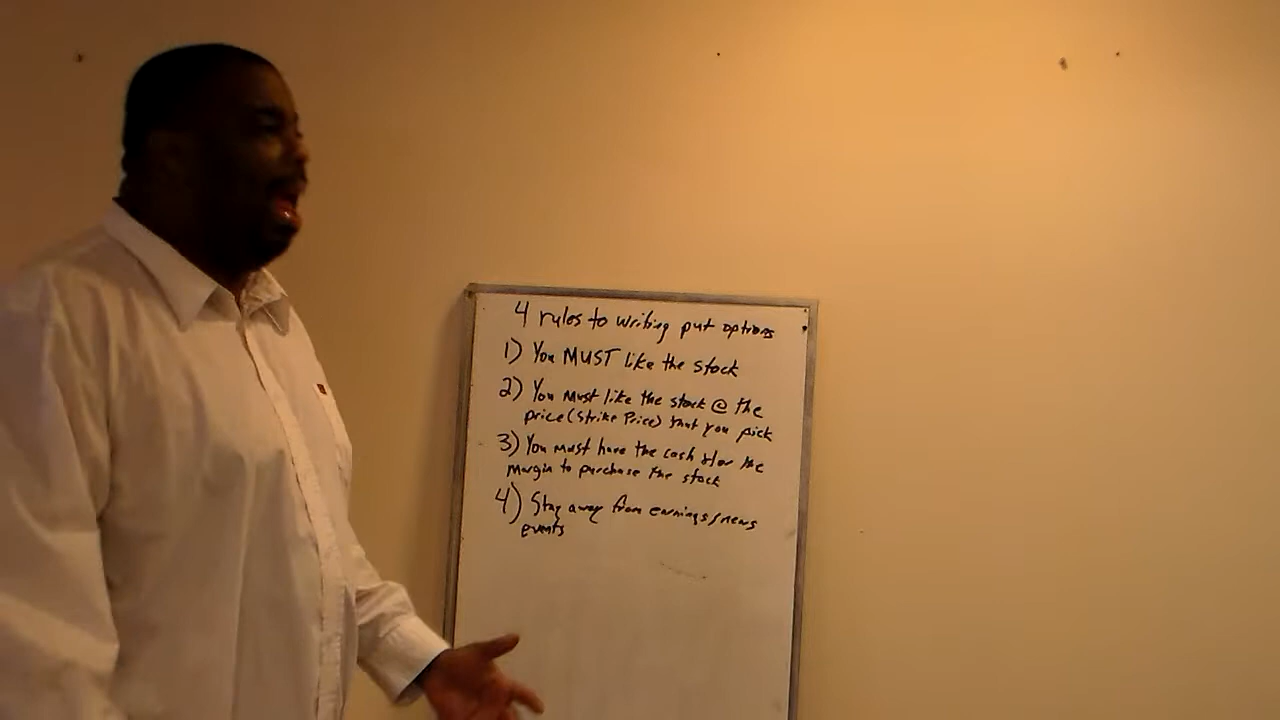 4 rules to writing put options
1) You MUST like the stock
2) You Must like the stock @ the
price (Strike Price) that you pick
3) You must have the cash &/or the
Margin to purchase the stock
4) Stay away from earnings/news
events